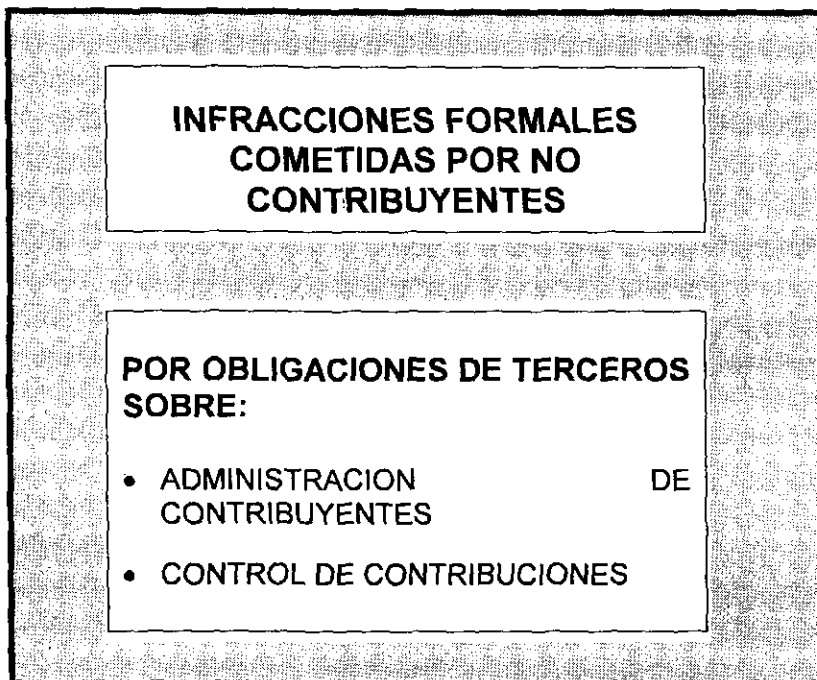 INFRACCIONES FORMALES
COMETIDAS POR NO
CONTRIBUYENTES
POR OBLIGACIONES DE TERCEROS
SOBRE:
• ADMINISTRACION DE
CONTRIBUYENTES
• CONTROL DE CONTRIBUCIONES